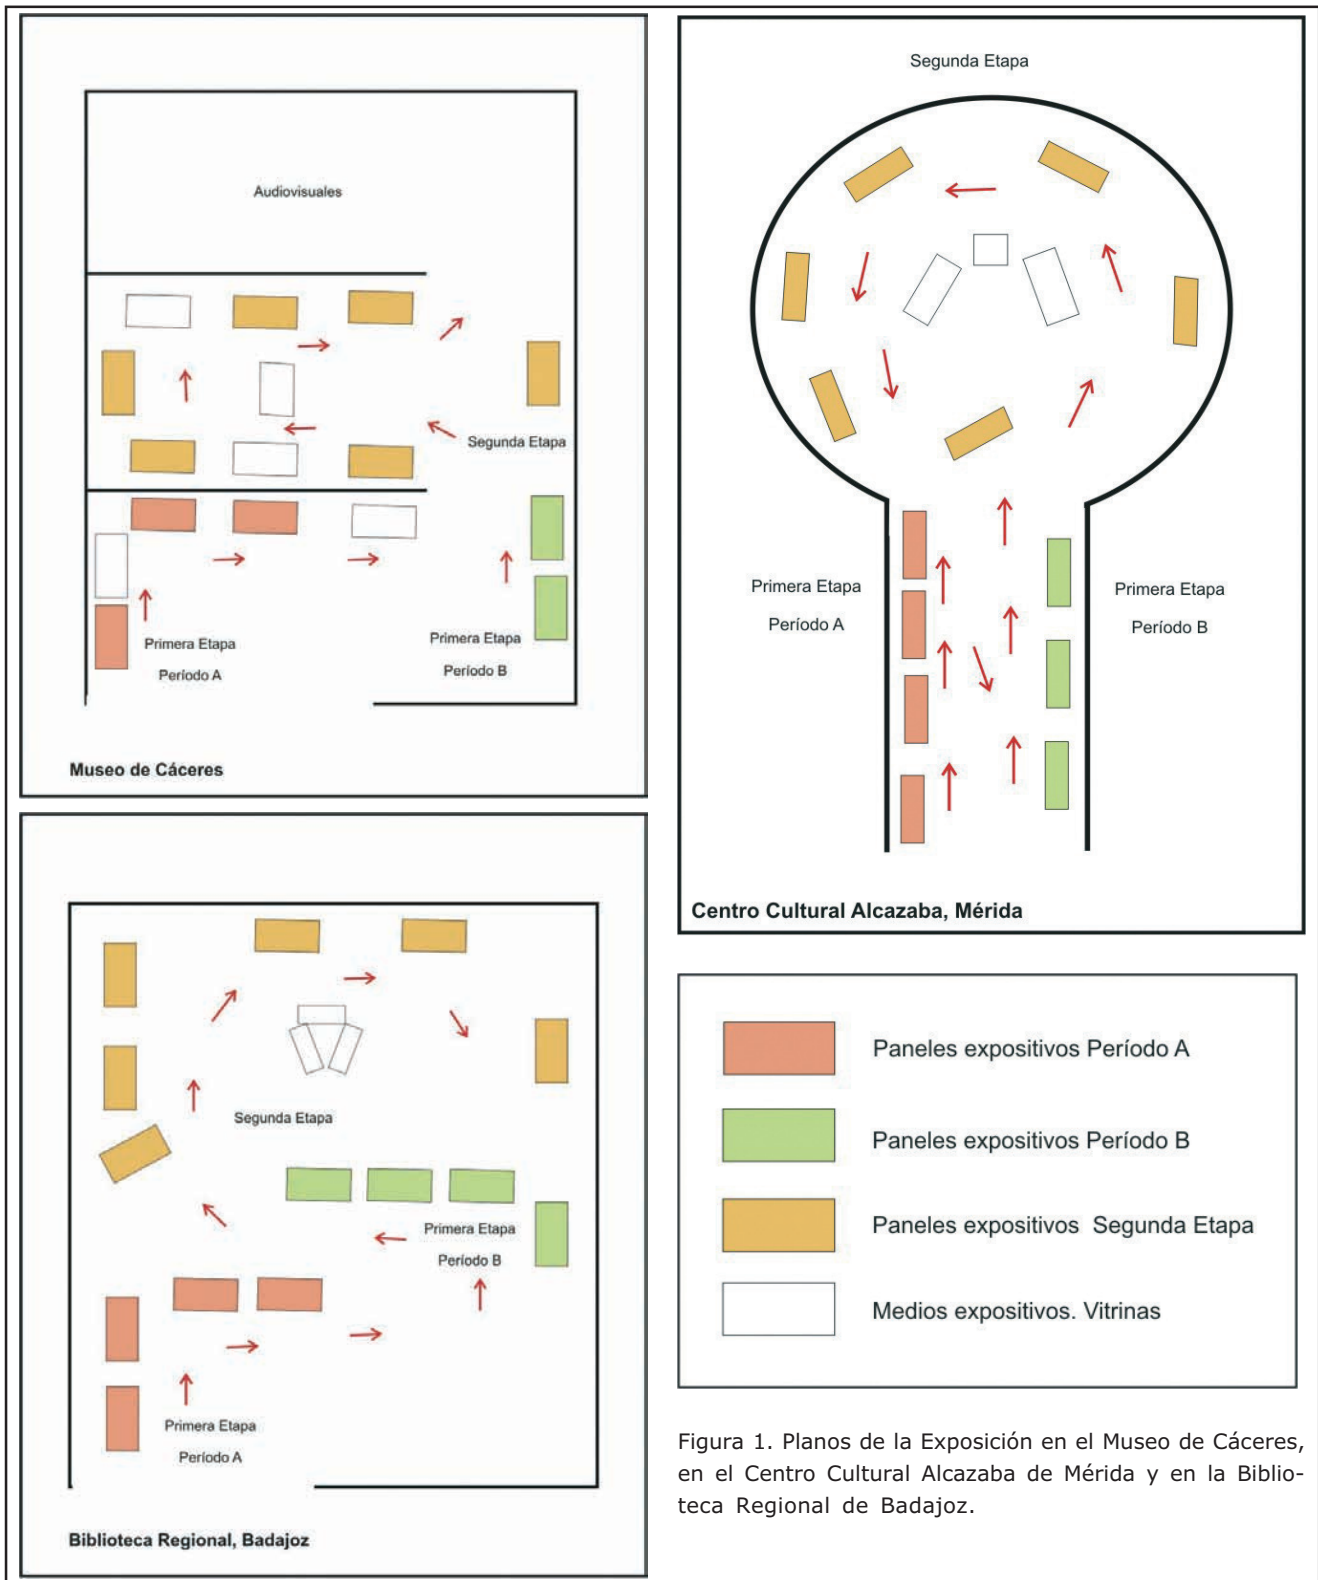 Audiovisuales
Segunda Etapa
Primera Etapa
Período A
Primera Etapa
Período B
Museo de Cáceres
Segunda Etapa
Primera Etapa
Período A
Primera Etapa
Período B
Centro Cultural Alcazaba, Mérida
Segunda Etapa
Primera Etapa
Período B
Primera Etapa
Período A
Biblioteca Regional, Badajoz
Paneles expositivos Período A
Paneles expositivos Período B
Paneles expositivos Segunda Etapa
Medios expositivos. Vitrinas
Figura 1. Planos de la Exposición en el Museo de Cáceres,
en el Centro Cultural Alcazaba de Mérida y en la Biblio-
teca Regional de Badajoz.